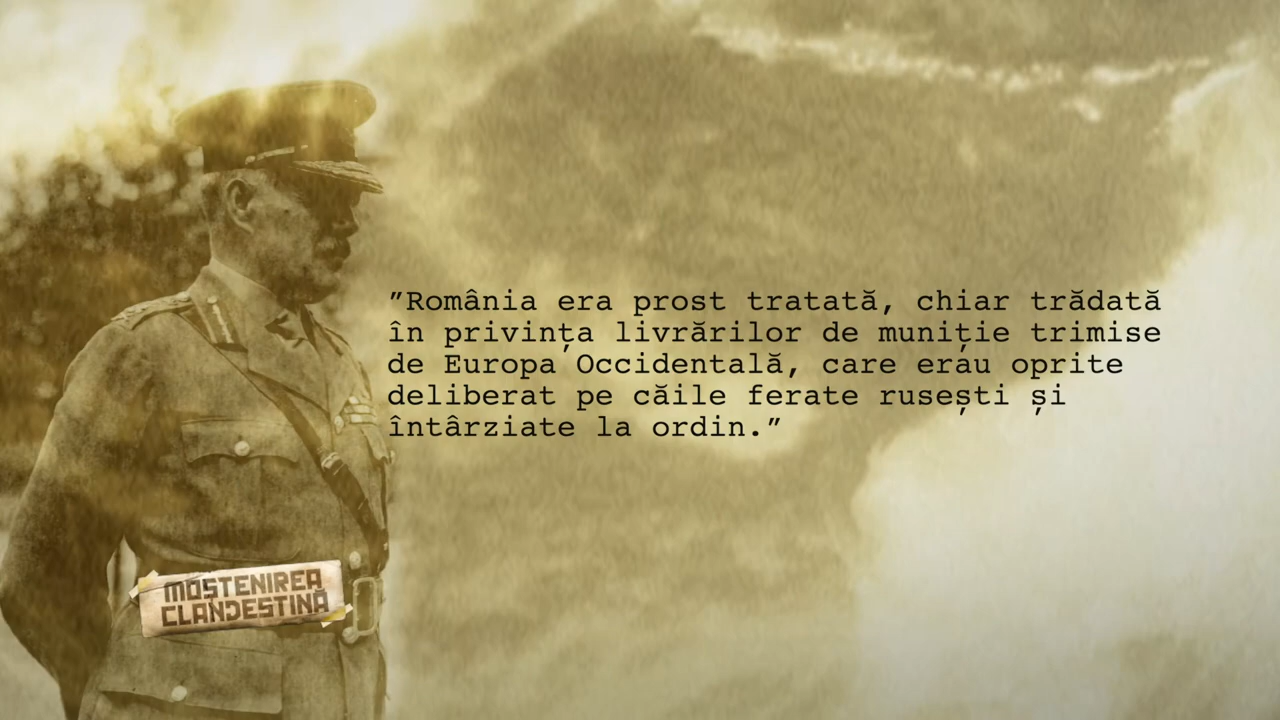 ”România era prost tratată, chiar trădată
în privința livrărilor de muniție trimise
de Europa Occidentală, care erau oprite
deliberat pe căile ferate rusești și
întârziate la ordin.”
MOȘTENIREA
CLANDESTINĂ